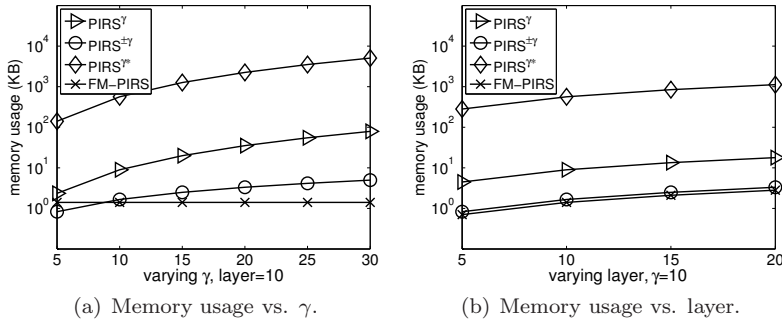 PIRS^γ
PIRS^±γ
PIRS^γ*
FM−PIRS
10^4
10^3
10^2
10^1
10^0
memory usage (KB)
5 10 15 20 25 30
varying γ, layer=10
(a) Memory usage vs. γ.
PIRS^γ
PIRS^±γ
PIRS^γ*
FM−PIRS
10^4
10^3
10^2
10^1
10^0
memory usage (KB)
5 10 15 20
varying layer, γ=10
(b) Memory usage vs. layer.